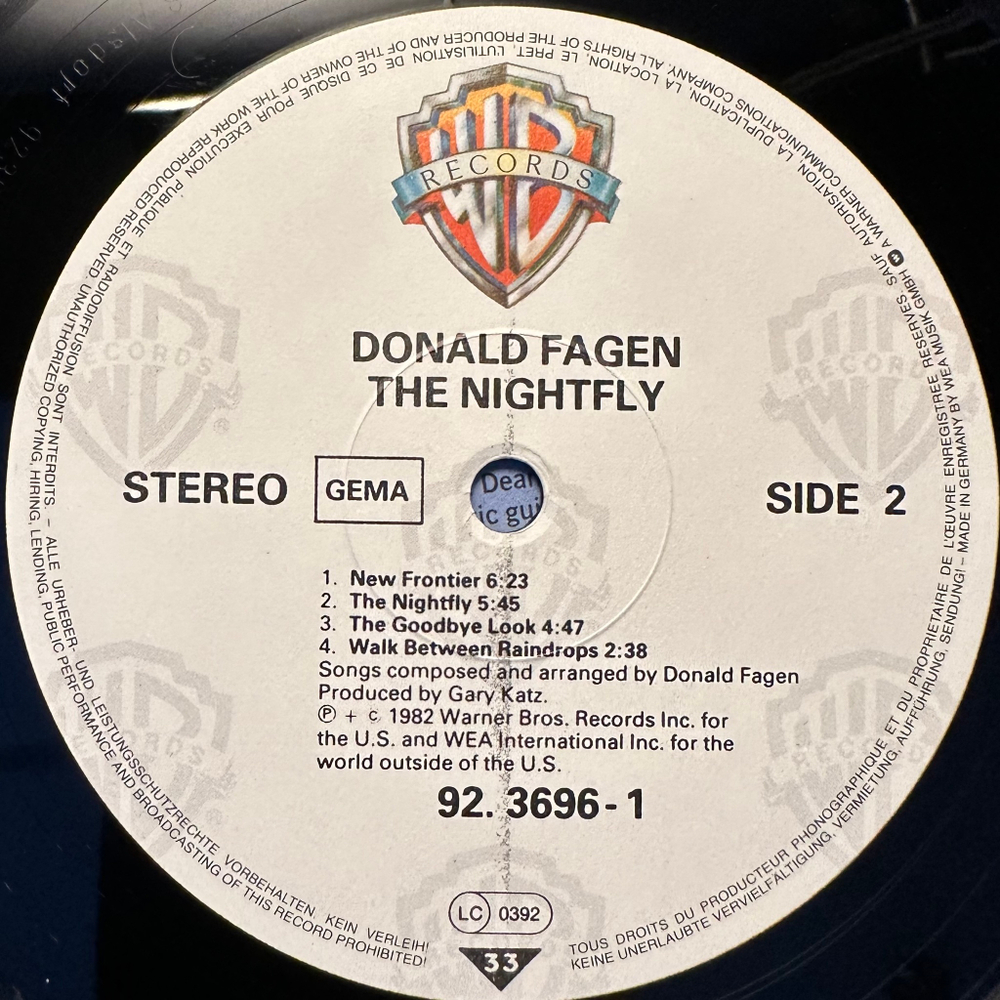 WB
RECORDS
DONALD FAGEN
THE NIGHTFLY
STEREO
GEMA
Dear
ic gui
SIDE 2
1. New Frontier 6:23
2. The Nightfly 5:45
3. The Goodbye Look 4:47
4. Walk Between Raindrops 2:38
Songs composed and arranged by Donald Fagen
Produced by Gary Katz.
℗ + c 1982 Warner Bros. Records Inc. for
the U.S. and WEA International Inc. for the
world outside of the U.S.
92. 3696-1
LC 0392
33
TOUS DROITS DU PRODUCTEUR PHONOGRAPHIQUE ET DU PROPRIETAIRE DE L'ŒUVRE ENREGISTREE RESERVES SAUF AUTORISATION, LA DUPLICATION, LA LOCATION, LE PRET, L'UTILISATION DE CE DISQUE POUR EXECUTION PUBLIQUE ET RADIODIFFUSION SONT INTERDITS. – ALLE URHEBER- UND LEISTUNGSSCHUTZRECHTE VORBEHALTEN. KEIN VERLEIH!
KEINE UNERLAUBTE VERVIELFÄLTIGUNG, VERMIETUNG, AUFFÜHRUNG, SENDUNG! – MADE IN GERMANY BY WEA MUSIK GMBH A WARNER COMMUNICATIONS COMPANY. ALL RIGHTS OF THE PRODUCER AND OF THE OWNER OF THE WORK REPRODUCED RESERVED. UNAUTHORIZED COPYING, HIRING, LENDING, PUBLIC PERFORMANCE AND BROADCASTING OF THIS RECORD PROHIBITED!